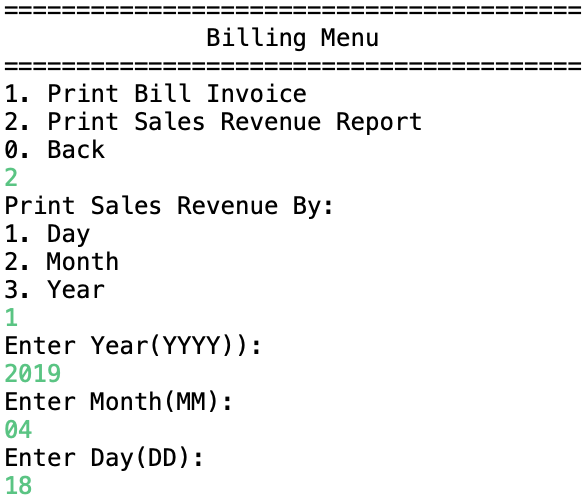 ========================================
Billing Menu
========================================
1. Print Bill Invoice
2. Print Sales Revenue Report
0. Back
2
Print Sales Revenue By:
1. Day
2. Month
3. Year
1
Enter Year(YYYY)):
2019
Enter Month(MM):
04
Enter Day(DD):
18